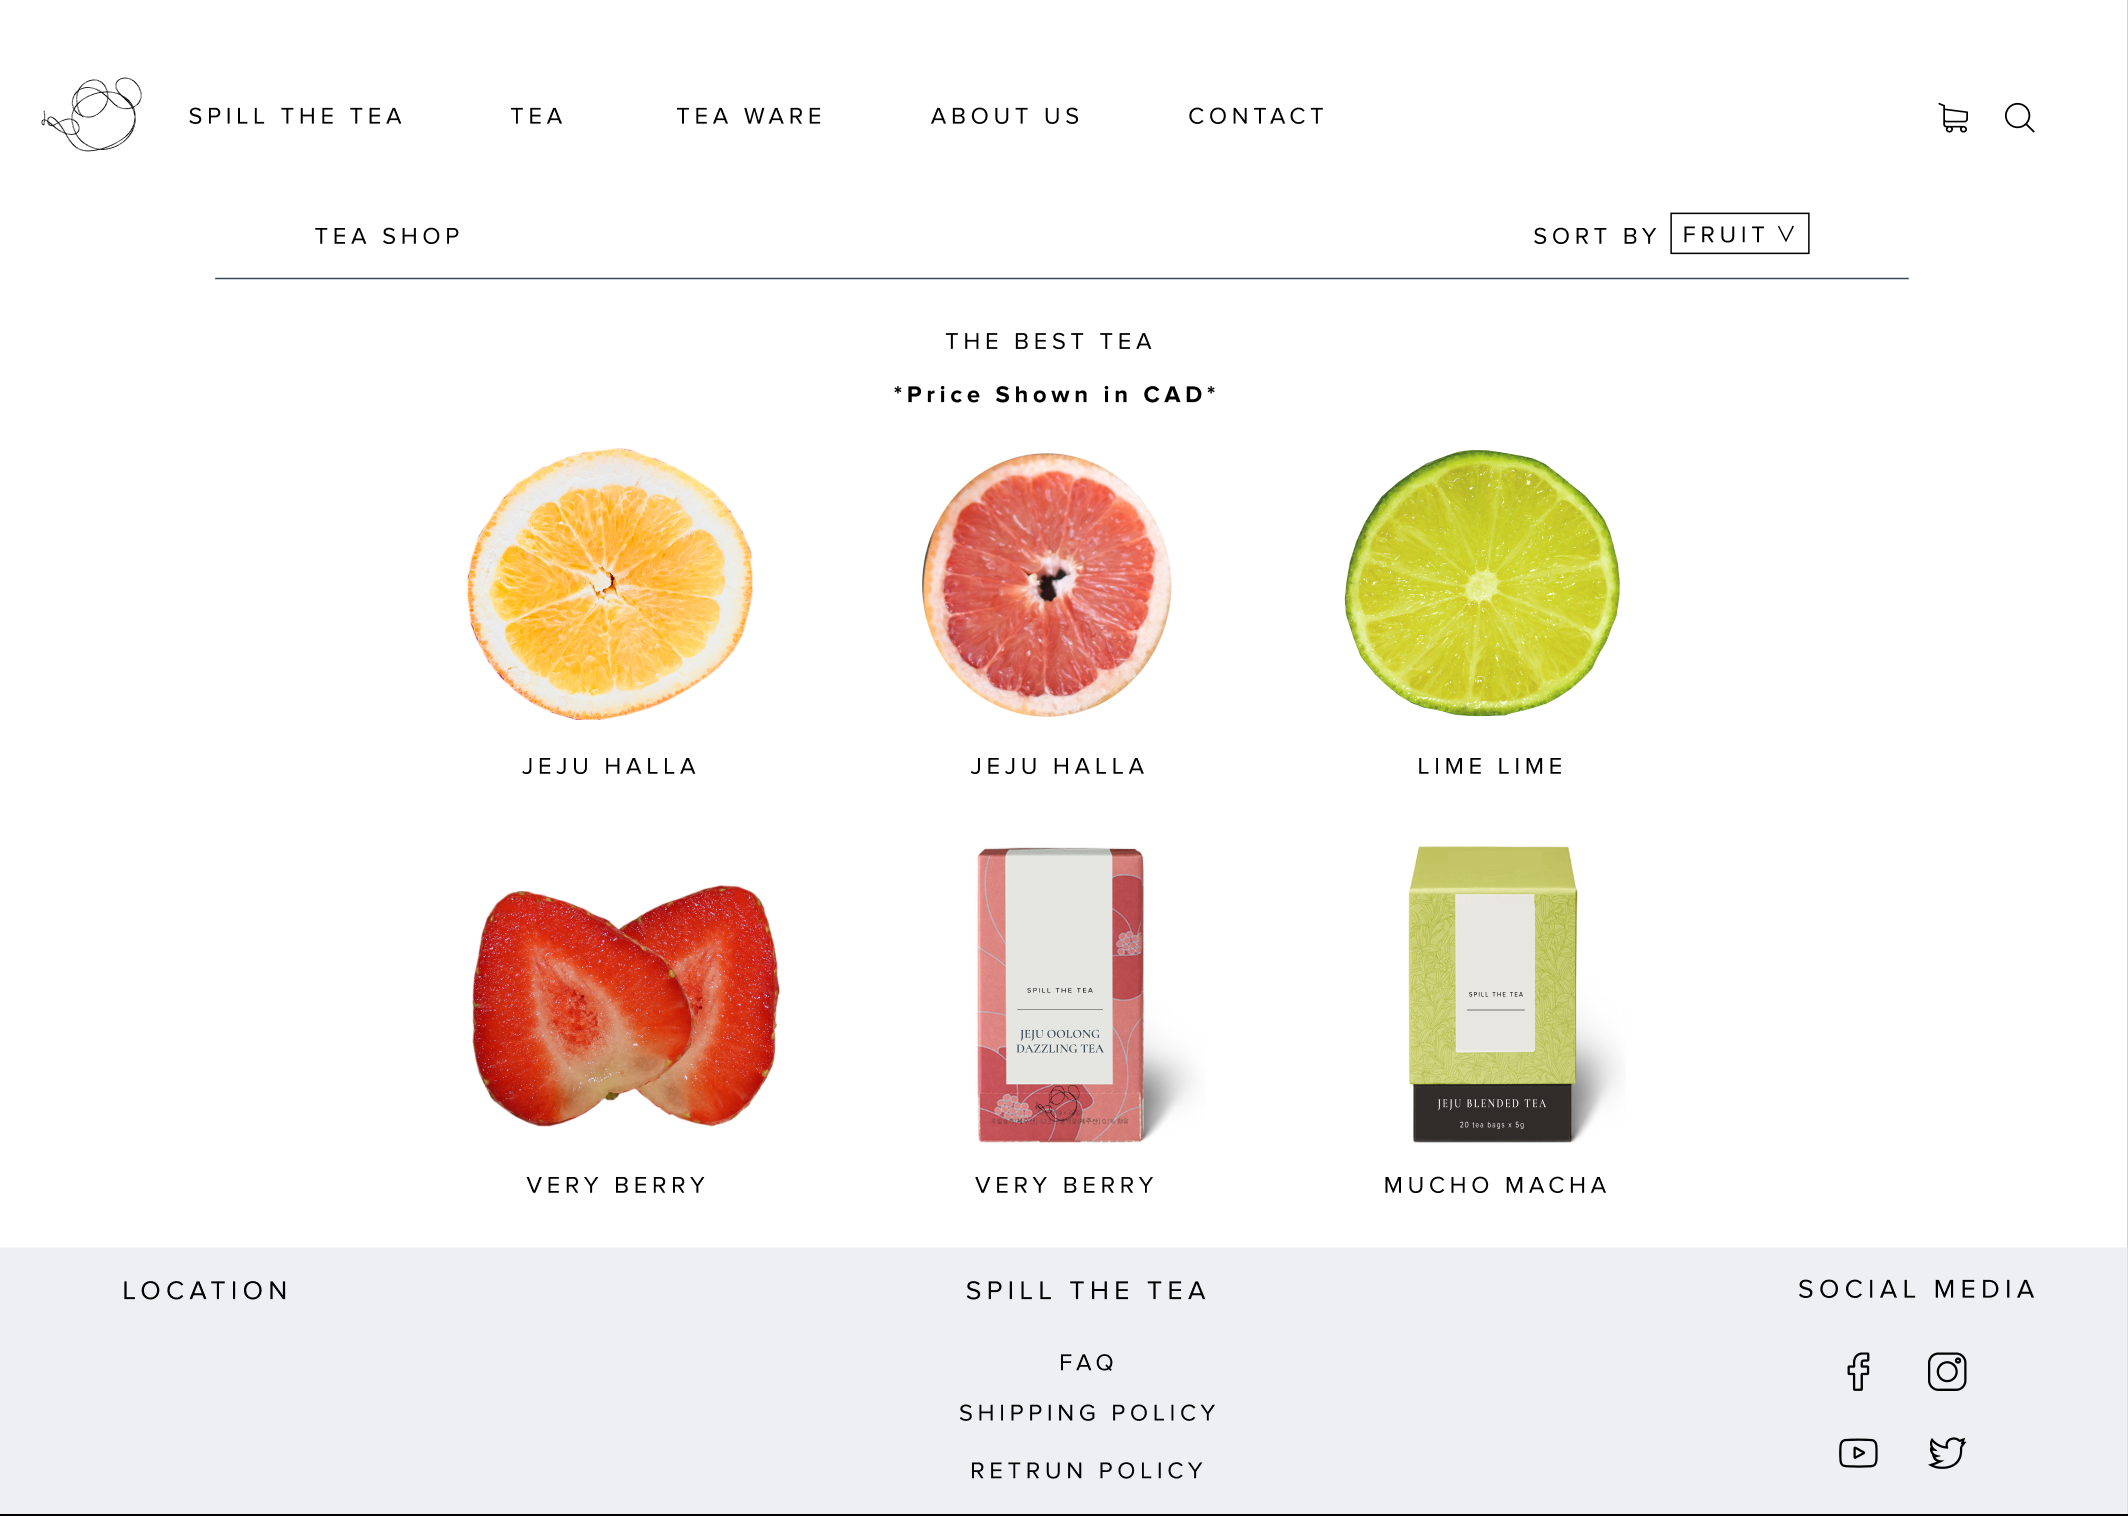 SPILL THE TEA
TEA
TEA WARE
ABOUT US
CONTACT
TEA SHOP
SORT BY
FRUIT V
THE BEST TEA
*Price Shown in CAD*
JEJU HALLA
JEJU HALLA
LIME LIME
SPILL THE TEA
JEJU OOLONG
DAZZLING TEA
SPILL THE TEA
JEJU BLENDED TEA
20 tea bags x 5g
VERY BERRY
VERY BERRY
MUCHO MACHA
LOCATION
SPILL THE TEA
FAQ
SHIPPING POLICY
RETRUN POLICY
SOCIAL MEDIA